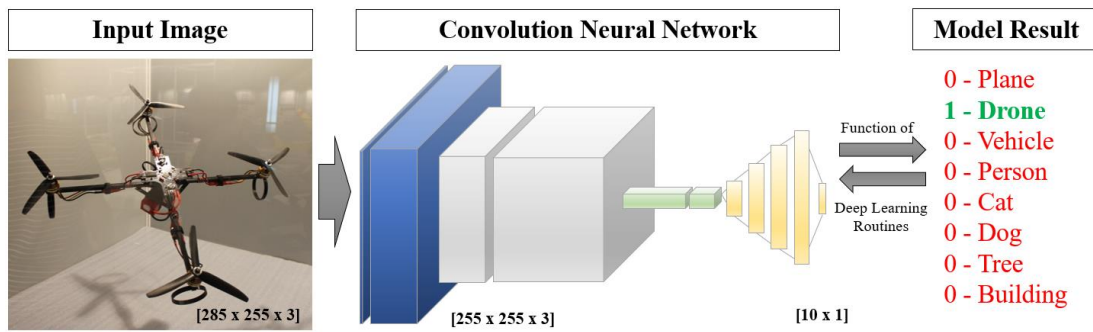 Input Image
Convolution Neural Network
Model Result
0 - Plane
1 - Drone
0 - Vehicle
0 - Person
0 - Cat
0 - Dog
0 - Tree
0 - Building
Function of
Deep Learning
Routines
[285 x 255 x 3]
[255 x 255 x 3]
[10 x 1]